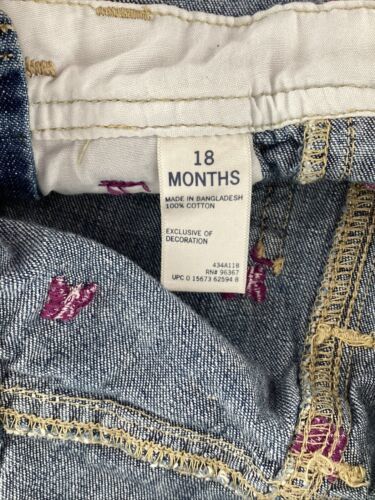 18
MONTHS
MADE IN BANGLADESH
100% COTTON
EXCLUSIVE OF
DECORATION
434A118
RN# 96367
UPC 0 15673 62594 8